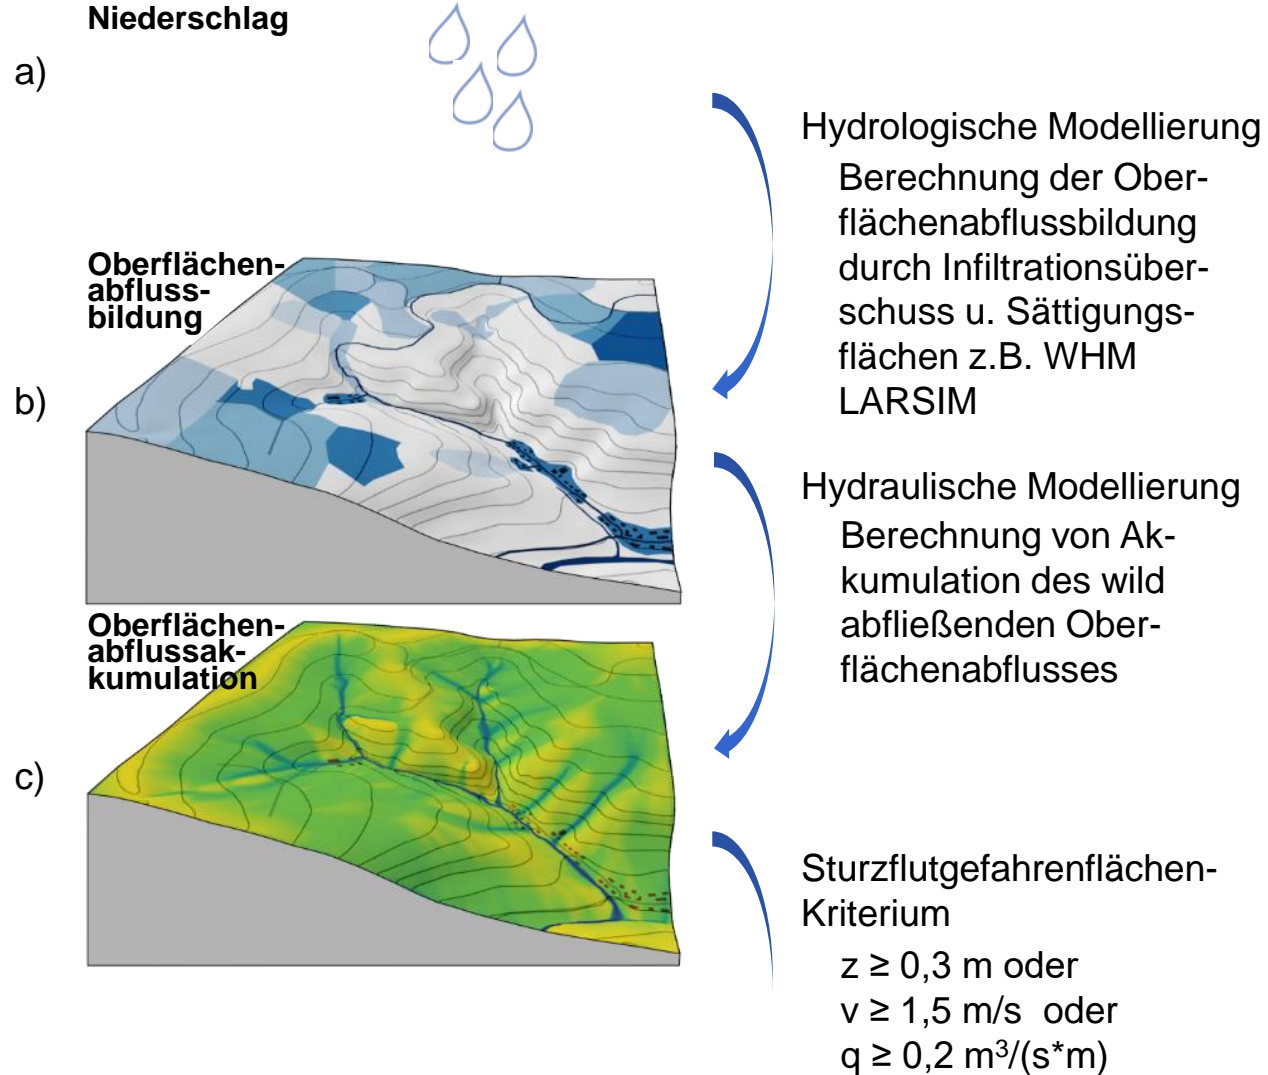 Niederschlag
a)
Hydrologische Modellierung
Berechnung der Ober-
flächenabflussbildung
durch Infiltrationsüber-
schuss u. Sättigungs-
flächen z.B. WHM
LARSIM
Oberflächen-
abfluss-
bildung
b)
Hydraulische Modellierung
Berechnung von Ak-
kumulation des wild
abfließenden Ober-
flächenabflusses
Oberflächen-
abflussak-
kumulation
c)
Sturzflutgefahrenflächen-
Kriterium
z ≥ 0,3 m oder
v ≥ 1,5 m/s oder
q ≥ 0,2 m³/(s*m)